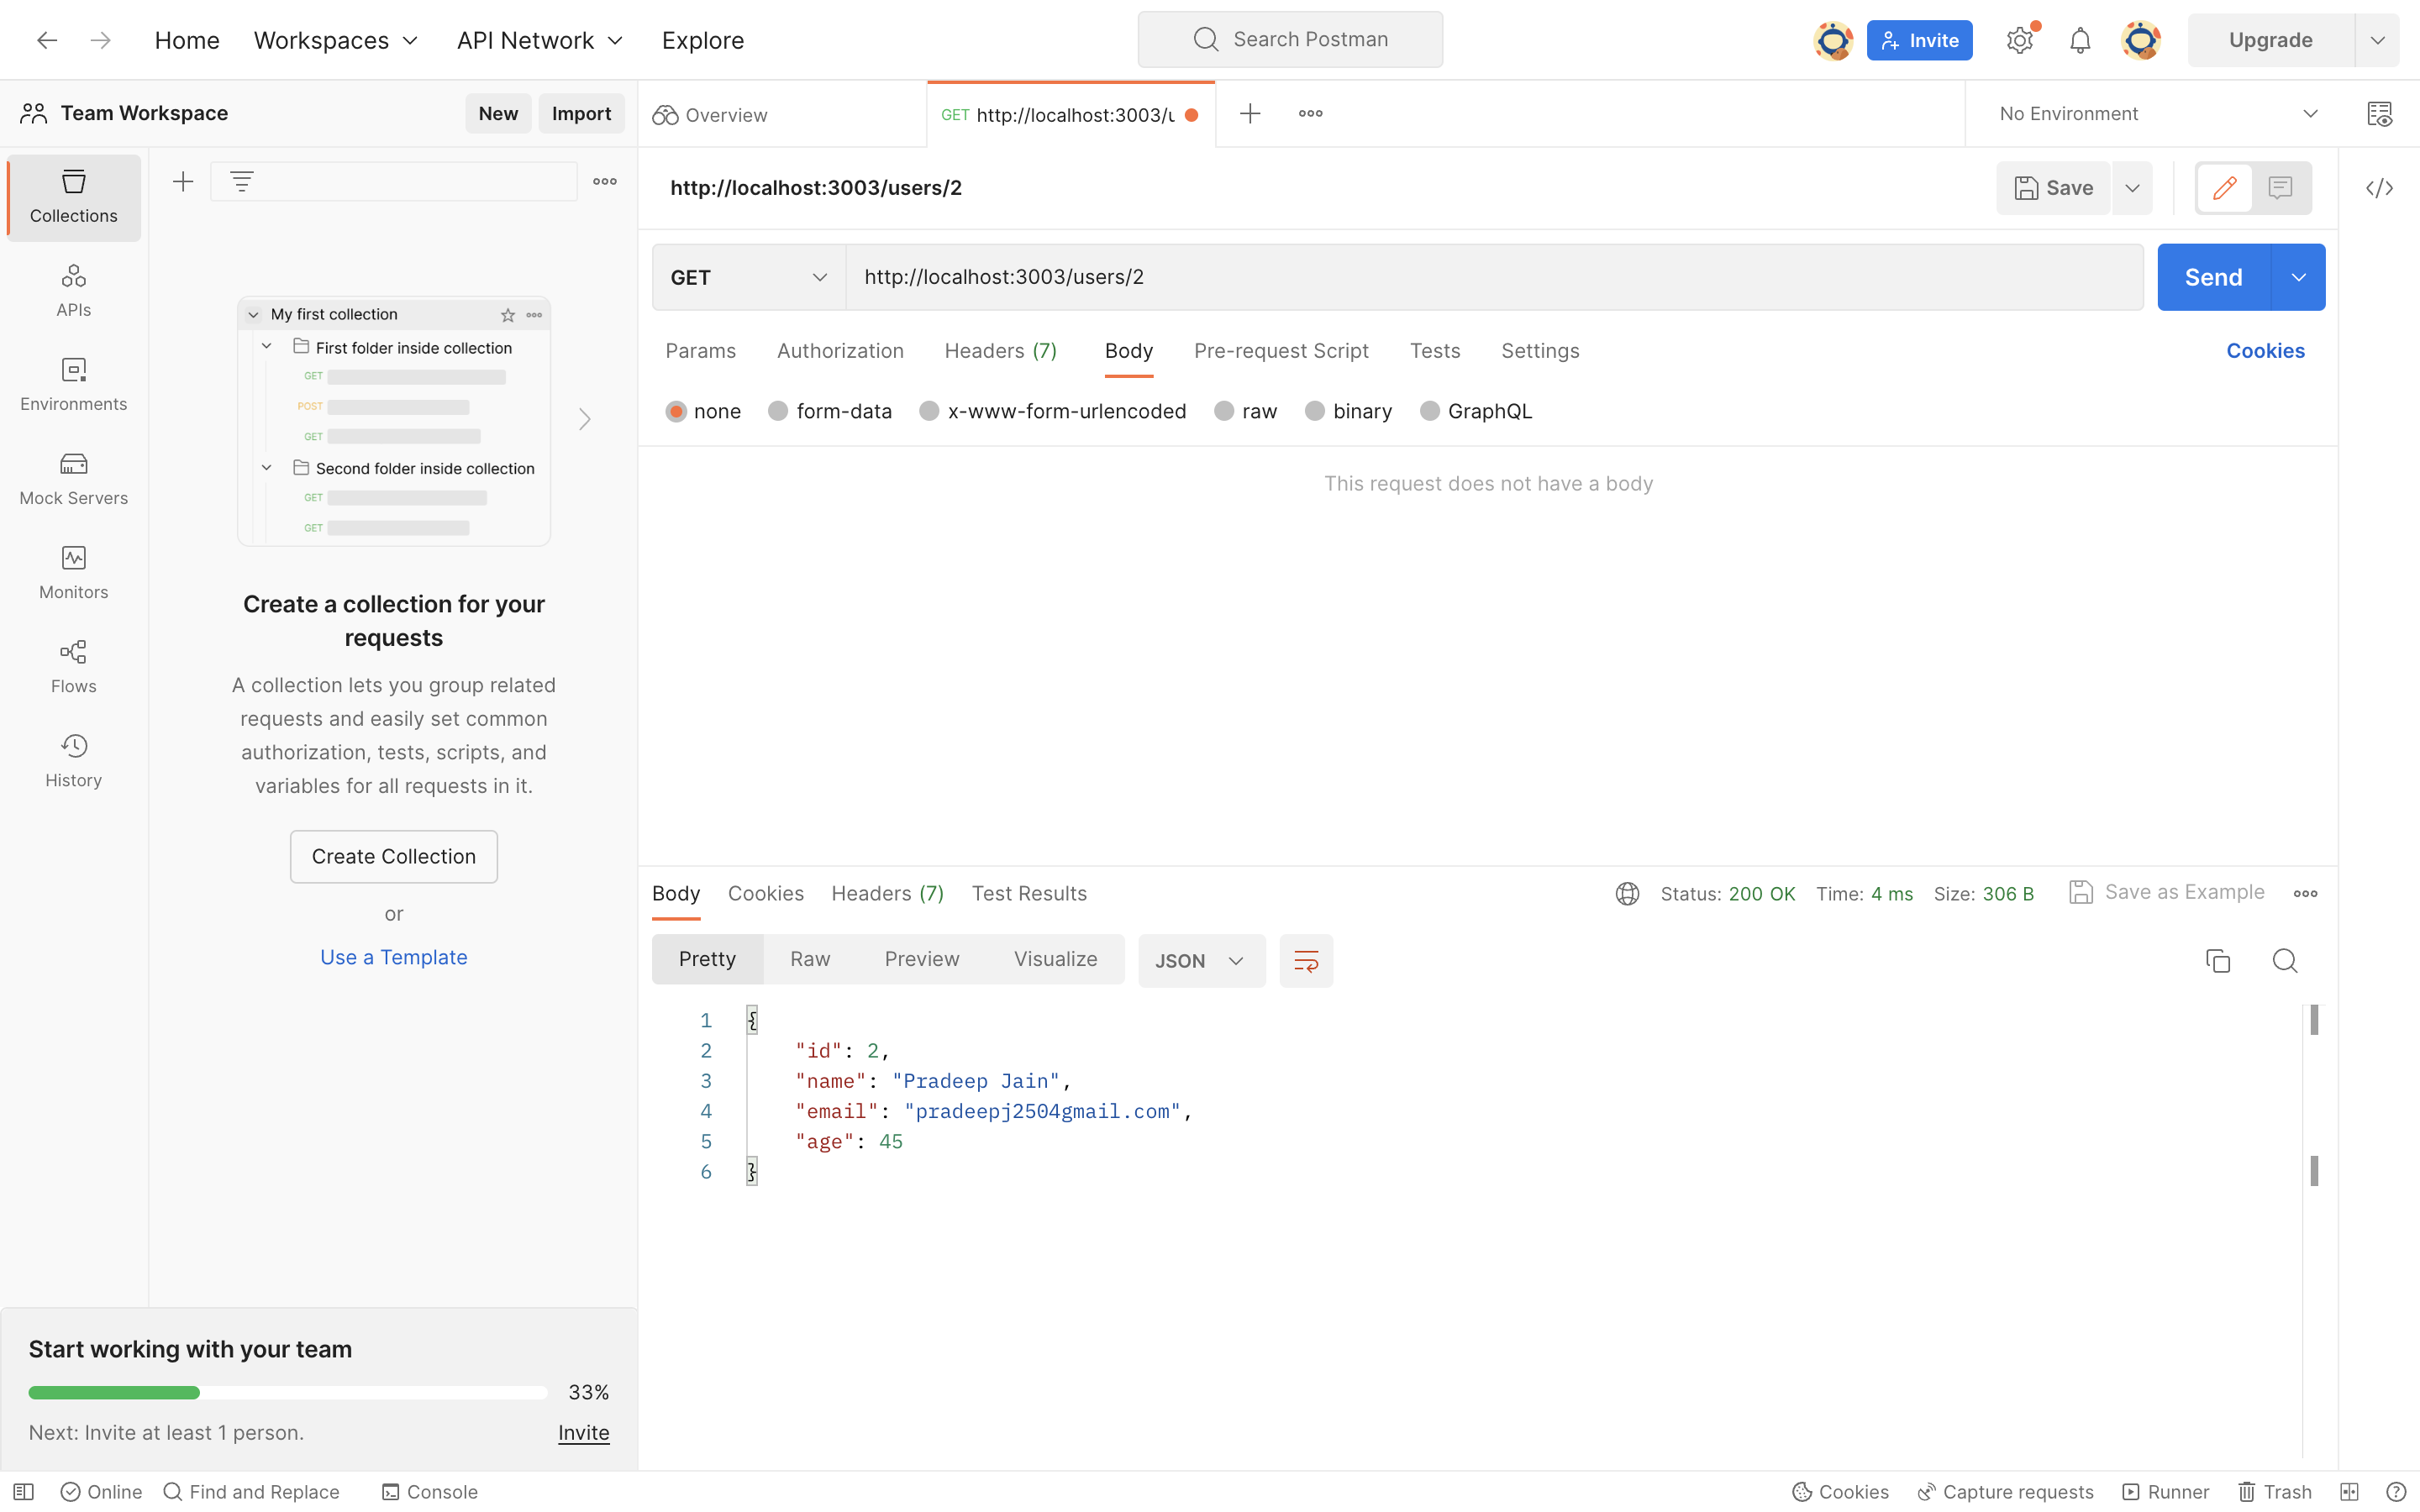 Home Workspaces API Network Explore Search Postman Invite Upgrade
Team Workspace New Import Overview GET http://localhost:3003/u No Environment
Collections
APIs
Environments
Mock Servers
Monitors
Flows
History
My first collection
First folder inside collection
GET
POST
GET
Second folder inside collection
GET
GET
Create a collection for your
requests
A collection lets you group related
requests and easily set common
authorization, tests, scripts, and
variables for all requests in it.
Create Collection
or
Use a Template
Start working with your team
33%
Next: Invite at least 1 person. Invite
http://localhost:3003/users/2 Save
GET http://localhost:3003/users/2 Send
Params Authorization Headers (7) Body Pre-request Script Tests Settings Cookies
none form-data x-www-form-urlencoded raw binary GraphQL
This request does not have a body
Body Cookies Headers (7) Test Results Status: 200 OK Time: 4 ms Size: 306 B Save as Example
Pretty Raw Preview Visualize JSON
1 {
2 "id": 2,
3 "name": "Pradeep Jain",
4 "email": "pradeepj2504gmail.com",
5 "age": 45
6 }
Online Find and Replace Console Cookies Capture requests Runner Trash